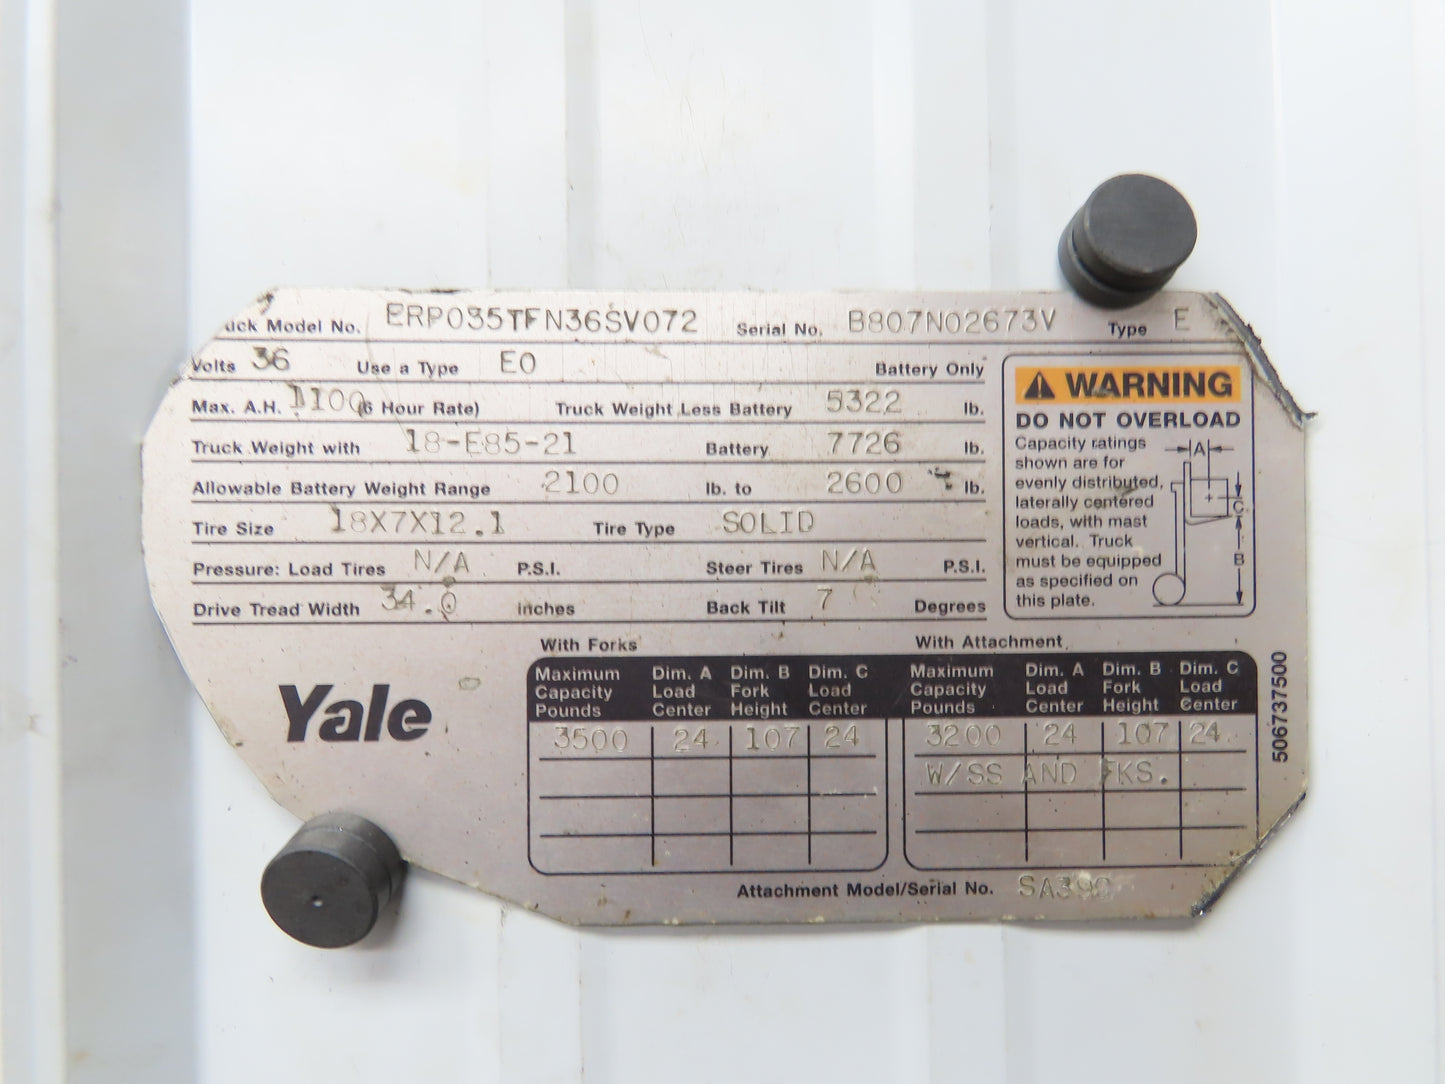 uck Model No. ERP035TFN36SV072 Serial No. B807N02673V Type E
Volts 36 Use a Type EO Battery Only
Max. A.H. 1100 (6 Hour Rate) Truck Weight Less Battery 5322 lb.
Truck Weight with 18-E85-21 Battery 7726 lb.
Allowable Battery Weight Range 2100 lb. to 2600 lb.
Tire Size 18X7X12.1 Tire Type SOLID
Pressure: Load Tires N/A P.S.I. Steer Tires N/A P.S.I.
Drive Tread Width 34.0 inches Back Tilt 7 Degrees
WARNING
DO NOT OVERLOAD
Capacity ratings
shown are for
evenly distributed,
laterally centered
loads, with mast
vertical. Truck
must be equipped
as specified on
this plate.
A
C
B
Yale
With Forks
Maximum Dim. A Dim. B Dim. C
Capacity Load Fork Load
Pounds Center Height Center
3500 24 107 24
With Attachment
Maximum Dim. A Dim. B Dim. C
Capacity Load Fork Load
Pounds Center Height Center
3200 24 107 24
W/SS AND FKS.
Attachment Model/Serial No. SA390
506737500